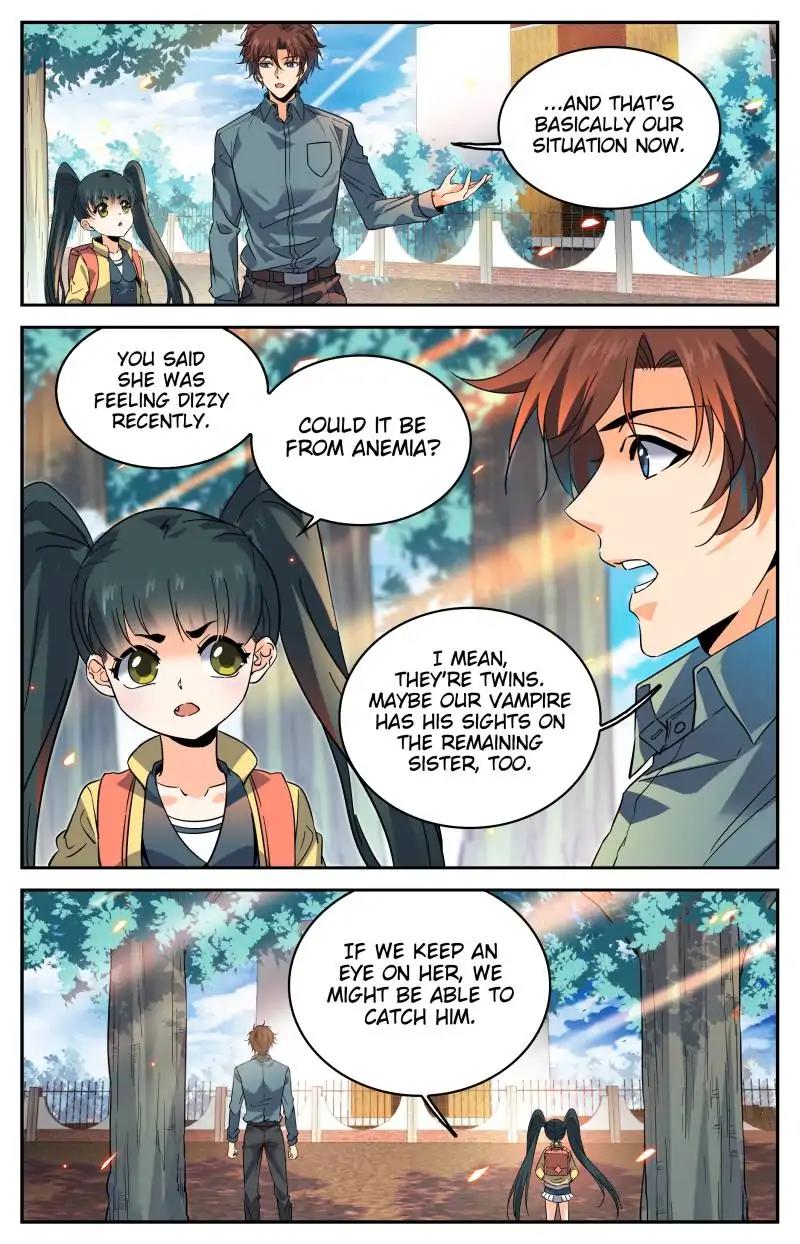 ...AND THAT'S
BASICALLY OUR
SITUATION NOW.
YOU SAID
SHE WAS
FEELING DIZZY
RECENTLY.
COULD IT BE
FROM ANEMIA?
I MEAN,
THEY'RE TWINS.
MAYBE OUR VAMPIRE
HAS HIS SIGHTS ON
THE REMAINING
SISTER, TOO.
IF WE KEEP AN
EYE ON HER, WE
MIGHT BE ABLE TO
CATCH HIM.